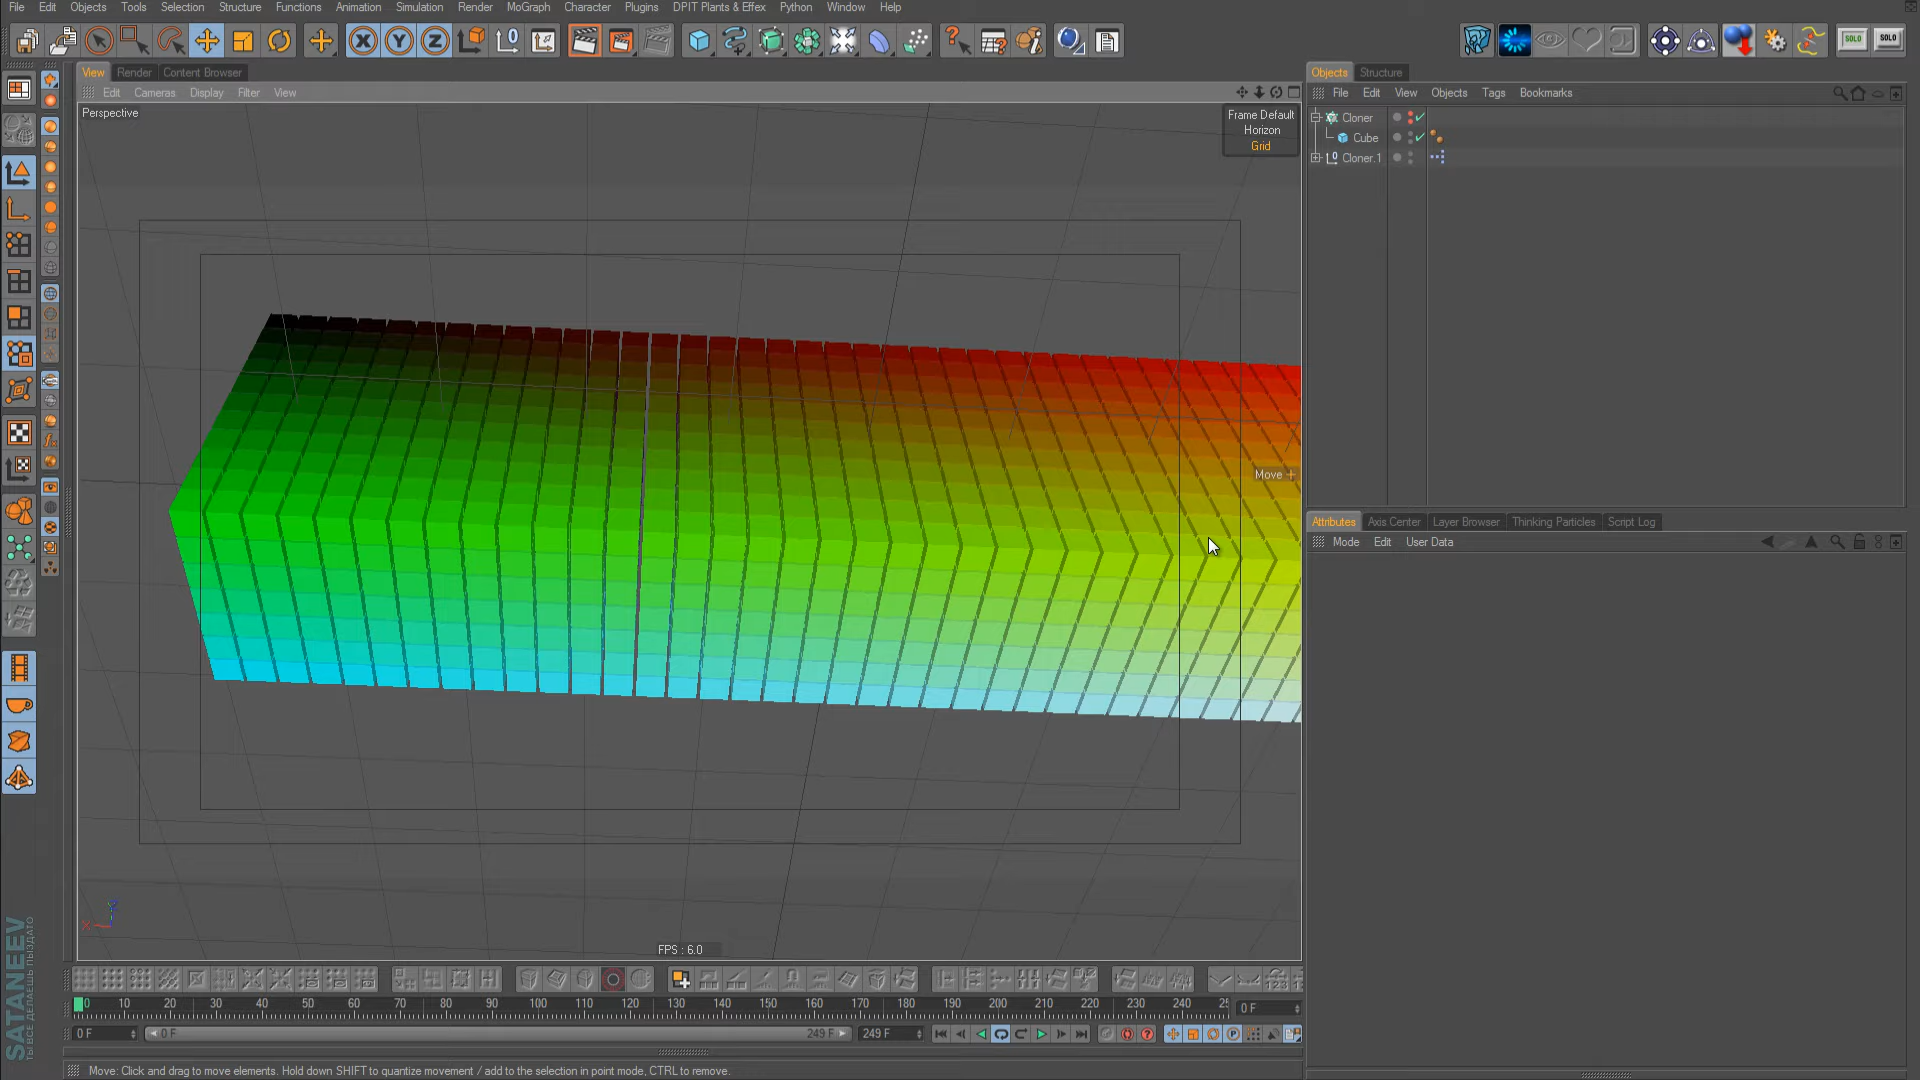 File Edit Objects Tools Selection Structure Functions Animation Simulation Render MoGraph Character Plugins DPIT Plants & Effex Python Window Help
X Y Z
SOLO SOLO
View Render Content Browser
Edit Cameras Display Filter View
Perspective
Frame Default
Horizon
Grid
Move
FPS : 6.0
Objects Structure
File Edit View Objects Tags Bookmarks
Cloner
Cube
Cloner.1
Attributes Axis Center Layer Browser Thinking Particles Script Log
Mode Edit User Data
0 10 20 30 40 50 60 70 80 90 100 110 120 130 140 150 160 170 180 190 200 210 220 230 240 0 F
0 F 0 F 249 F 249 F
Move: Click and drag to move elements. Hold down SHIFT to quantize movement / add to the selection in point mode, CTRL to remove.
SATANEEV